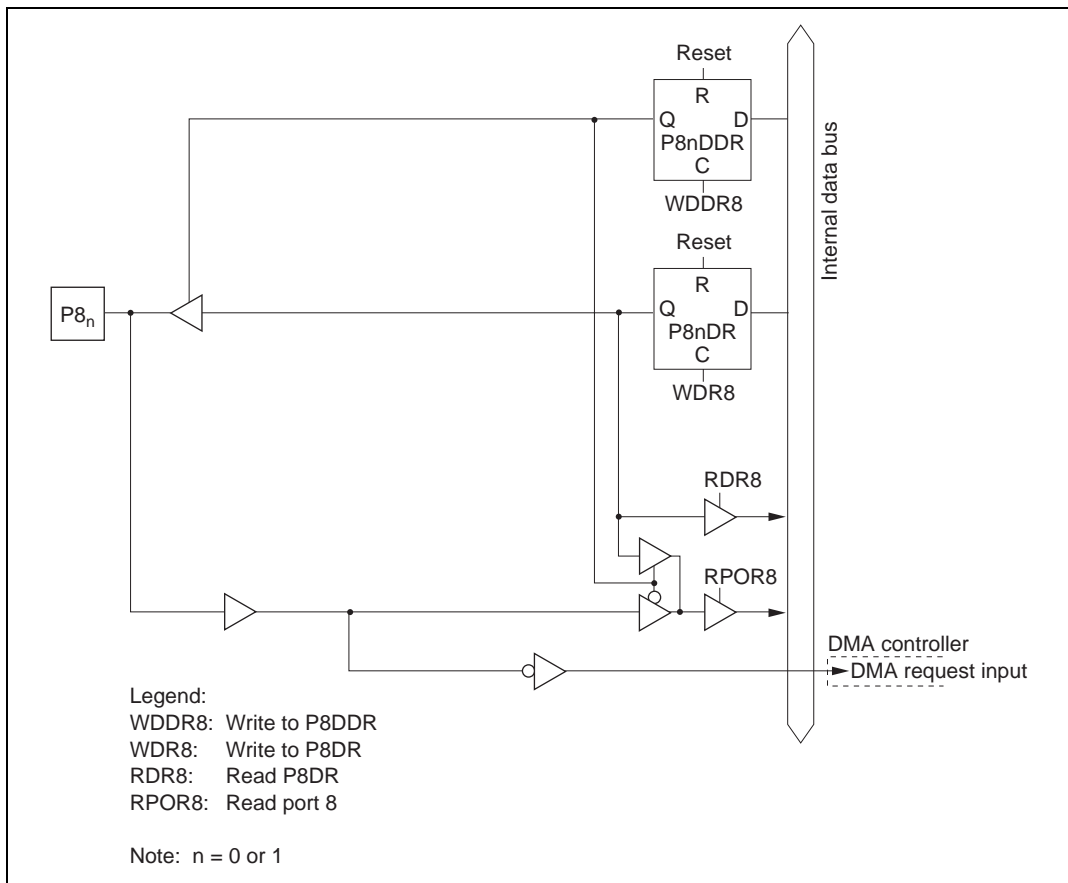 Reset
R
Q D
P8nDDR
C
WDDR8
Internal data bus
Reset
R
P8n
Q D
P8nDR
C
WDR8
RDR8
RPOR8
DMA controller
DMA request input
Legend:
WDDR8: Write to P8DDR
WDR8: Write to P8DR
RDR8: Read P8DR
RPOR8: Read port 8
Note: n = 0 or 1